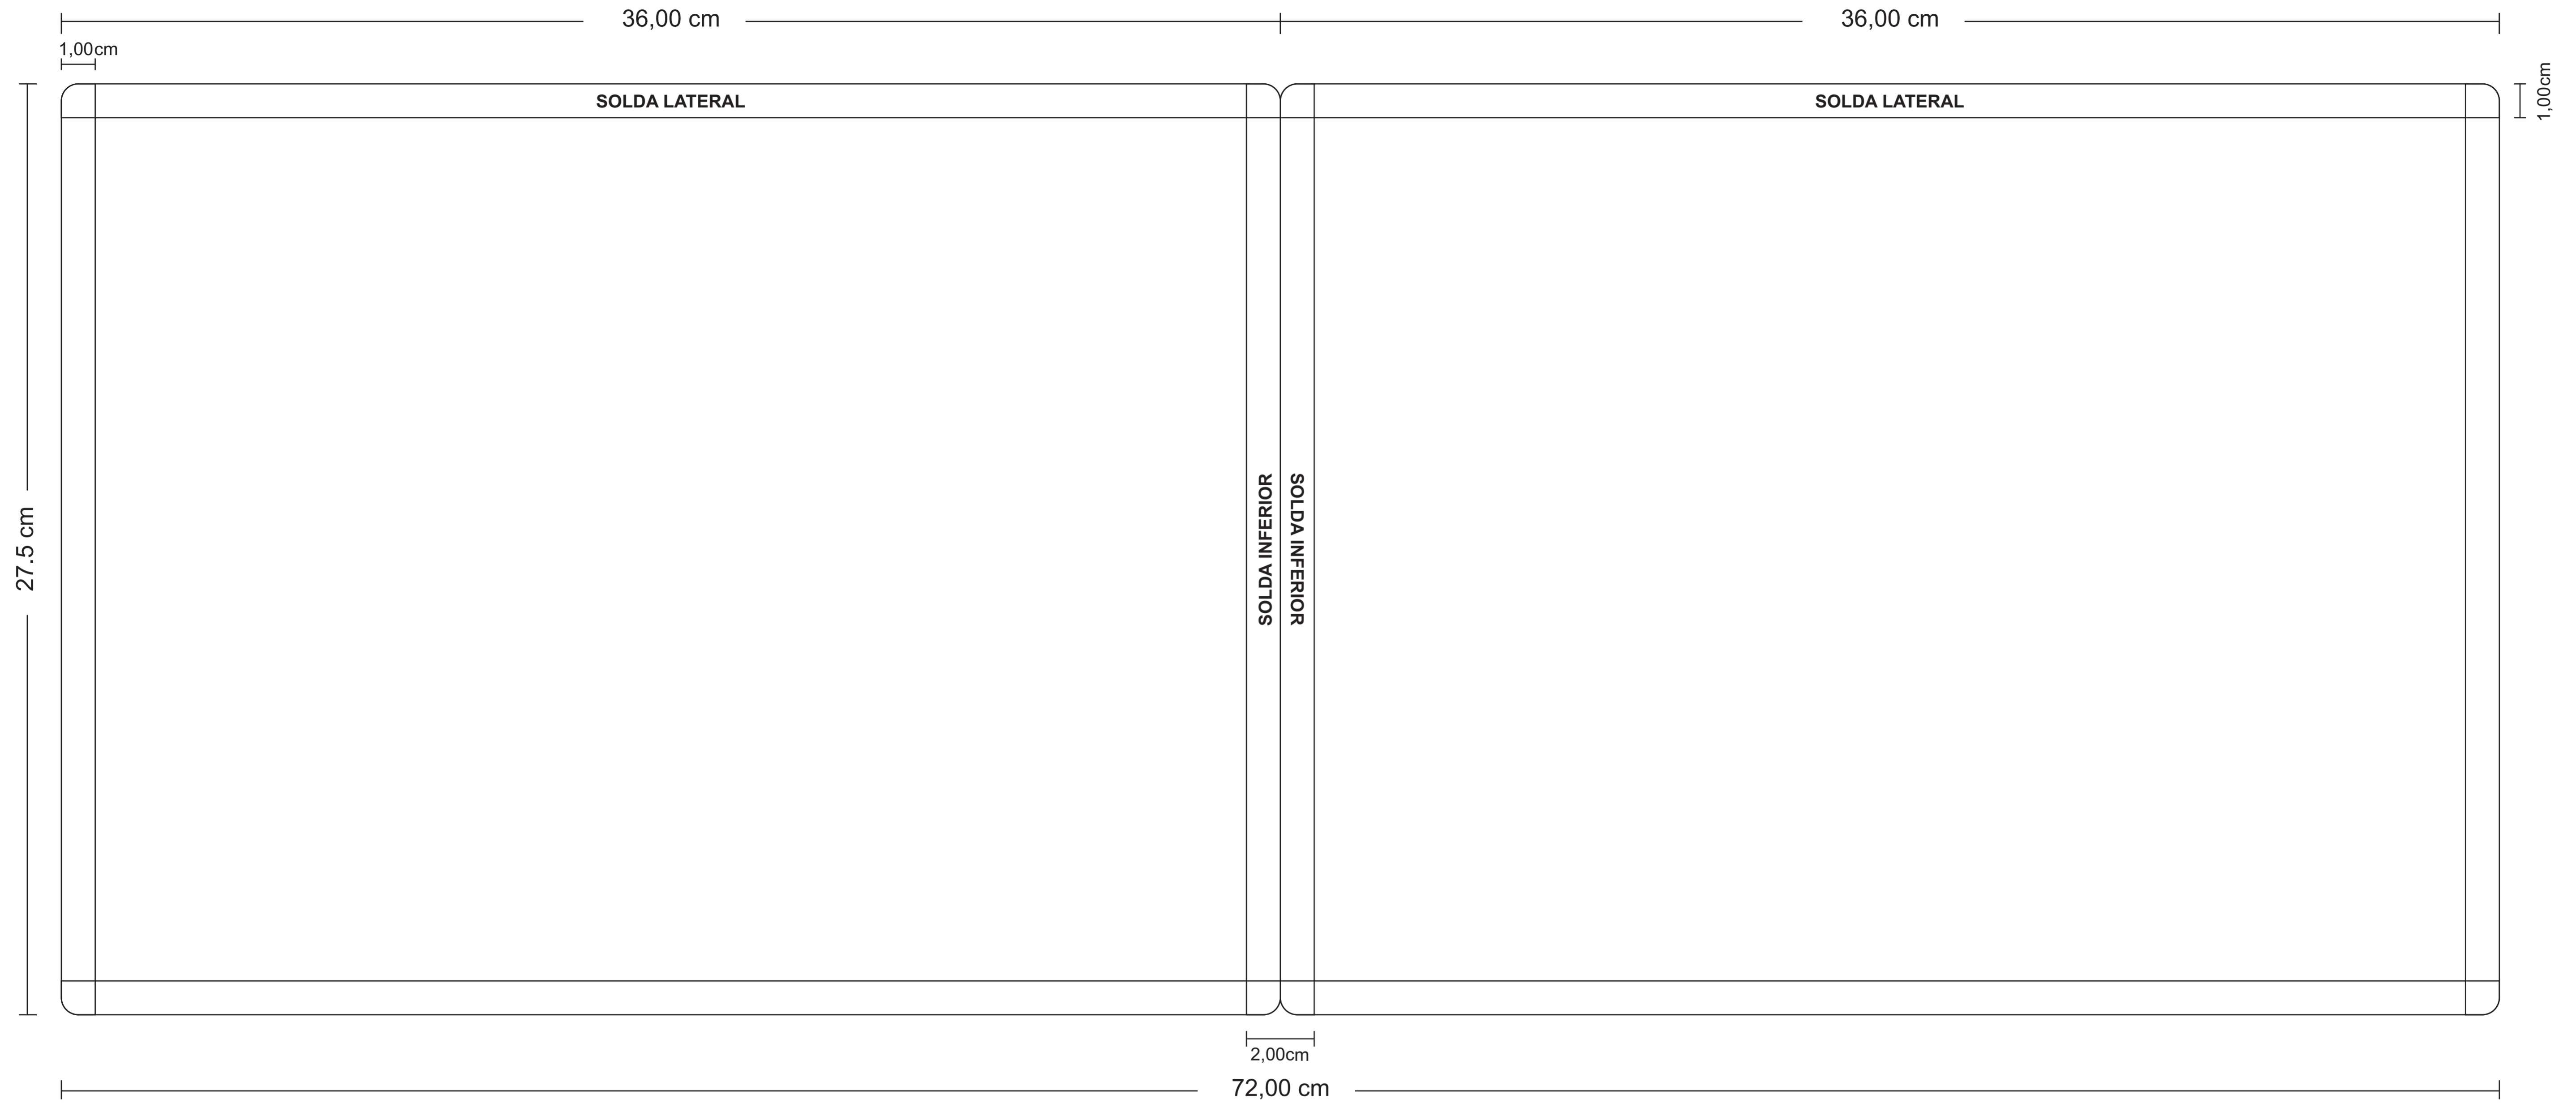 36,00 cm
36,00 cm
1,00cm
1,00cm
SOLDA LATERAL
SOLDA LATERAL
27.5 cm
SOLDA INFERIOR
SOLDA INFERIOR
2,00cm
72,00 cm